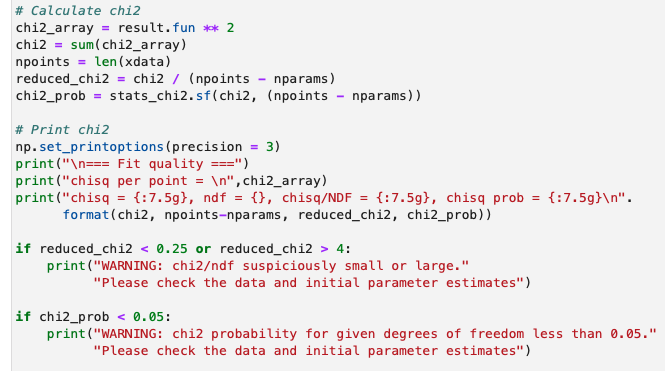 # Calculate chi2
chi2_array = result.fun ** 2
chi2 = sum(chi2_array)
npoints = len(xdata)
reduced_chi2 = chi2 / (npoints - nparams)
chi2_prob = stats_chi2.sf(chi2, (npoints - nparams))

# Print chi2
np.set_printoptions(precision = 3)
print("\n=== Fit quality ===")
print("chisq per point = \n",chi2_array)
print("chisq = {:7.5g}, ndf = {}, chisq/NDF = {:7.5g}, chisq prob = {:7.5g}\n".
      format(chi2, npoints-nparams, reduced_chi2, chi2_prob))

if reduced_chi2 < 0.25 or reduced_chi2 > 4:
    print("WARNING: chi2/ndf suspiciously small or large."
          "Please check the data and initial parameter estimates")

if chi2_prob < 0.05:
    print("WARNING: chi2 probability for given degrees of freedom less than 0.05."
          "Please check the data and initial parameter estimates")